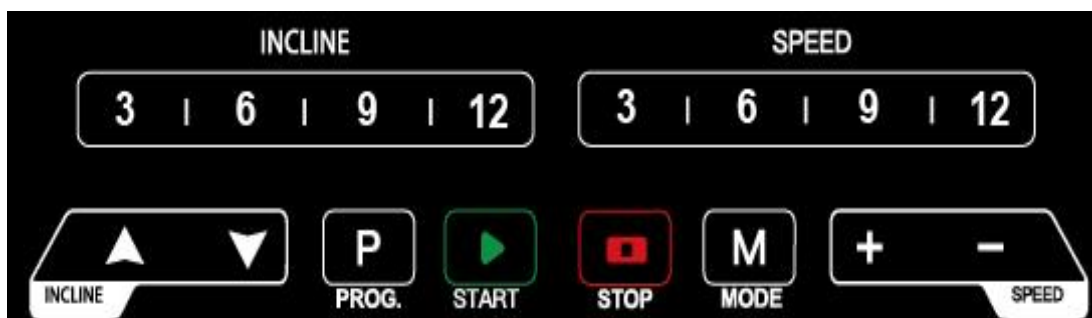 INCLINE SPEED
3 | 6 | 9 | 12 3 | 6 | 9 | 12
P M + -
INCLINE PROG. START STOP MODE SPEED